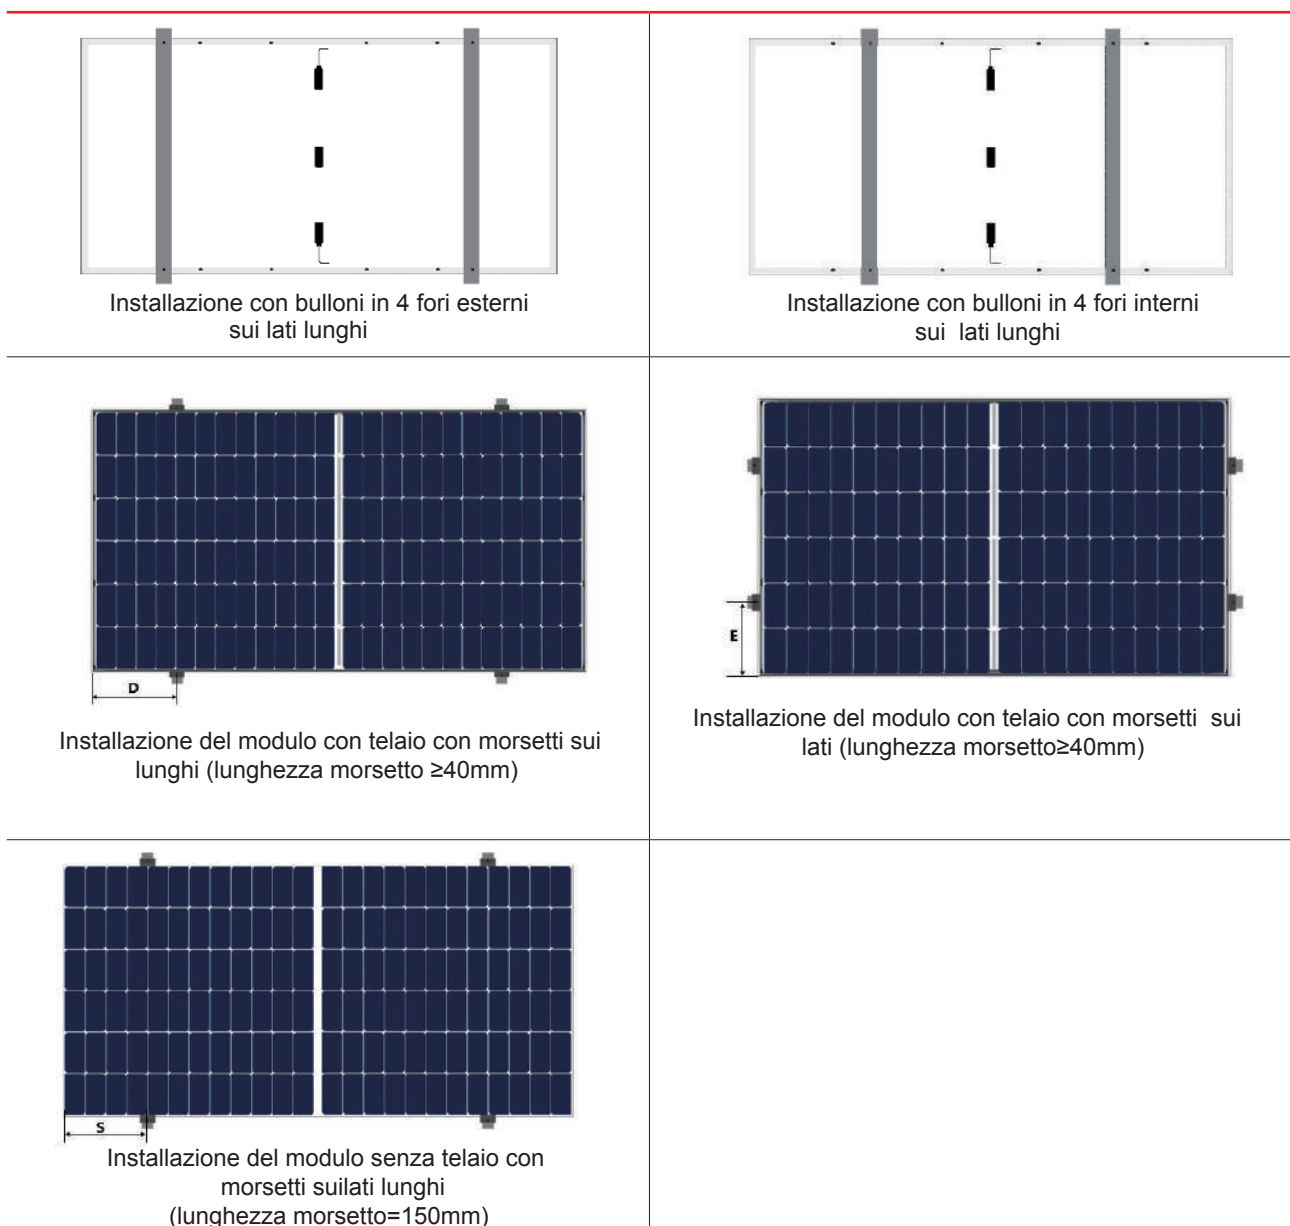 Installazione con bulloni in 4 fori esterni
sui lati lunghi
Installazione con bulloni in 4 fori interni
sui  lati lunghi
D
Installazione del modulo con telaio con morsetti sui
lunghi (lunghezza morsetto ≥40mm)
E
Installazione del modulo con telaio con morsetti  sui
lati (lunghezza morsetto≥40mm)
S
Installazione del modulo senza telaio con
morsetti suilati lunghi
(lunghezza morsetto=150mm)